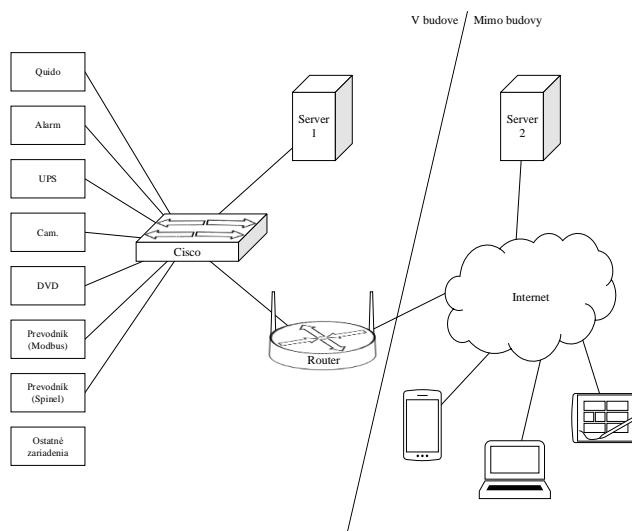 V budove
Mimo budovy
Quido
Alarm
UPS
Cam.
DVD
Prevodník
(Modbus)
Prevodník
(Spinel)
Ostatné
zariadenia
Server
1
Cisco
Router
Server
2
Internet